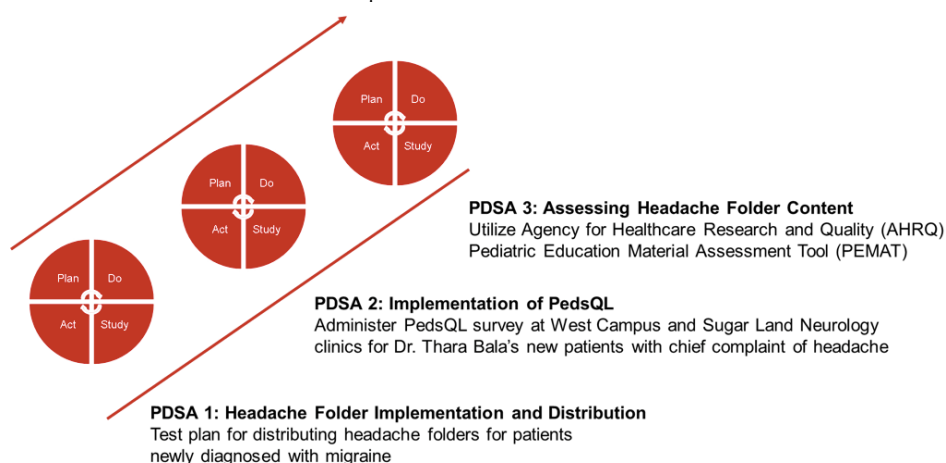 Plan
Do
Act
Study
Plan
Do
Act
Study
Plan
Do
Act
Study
PDSA 3: Assessing Headache Folder Content
Utilize Agency for Healthcare Research and Quality (AHRQ)
Pediatric Education Material Assessment Tool (PEMAT)
PDSA 2: Implementation of PedsQL
Administer PedsQL survey at West Campus and Sugar Land Neurology
clinics for Dr. Thara Bala's new patients with chief complaint of headache
PDSA 1: Headache Folder Implementation and Distribution
Test plan for distributing headache folders for patients
newly diagnosed with migraine